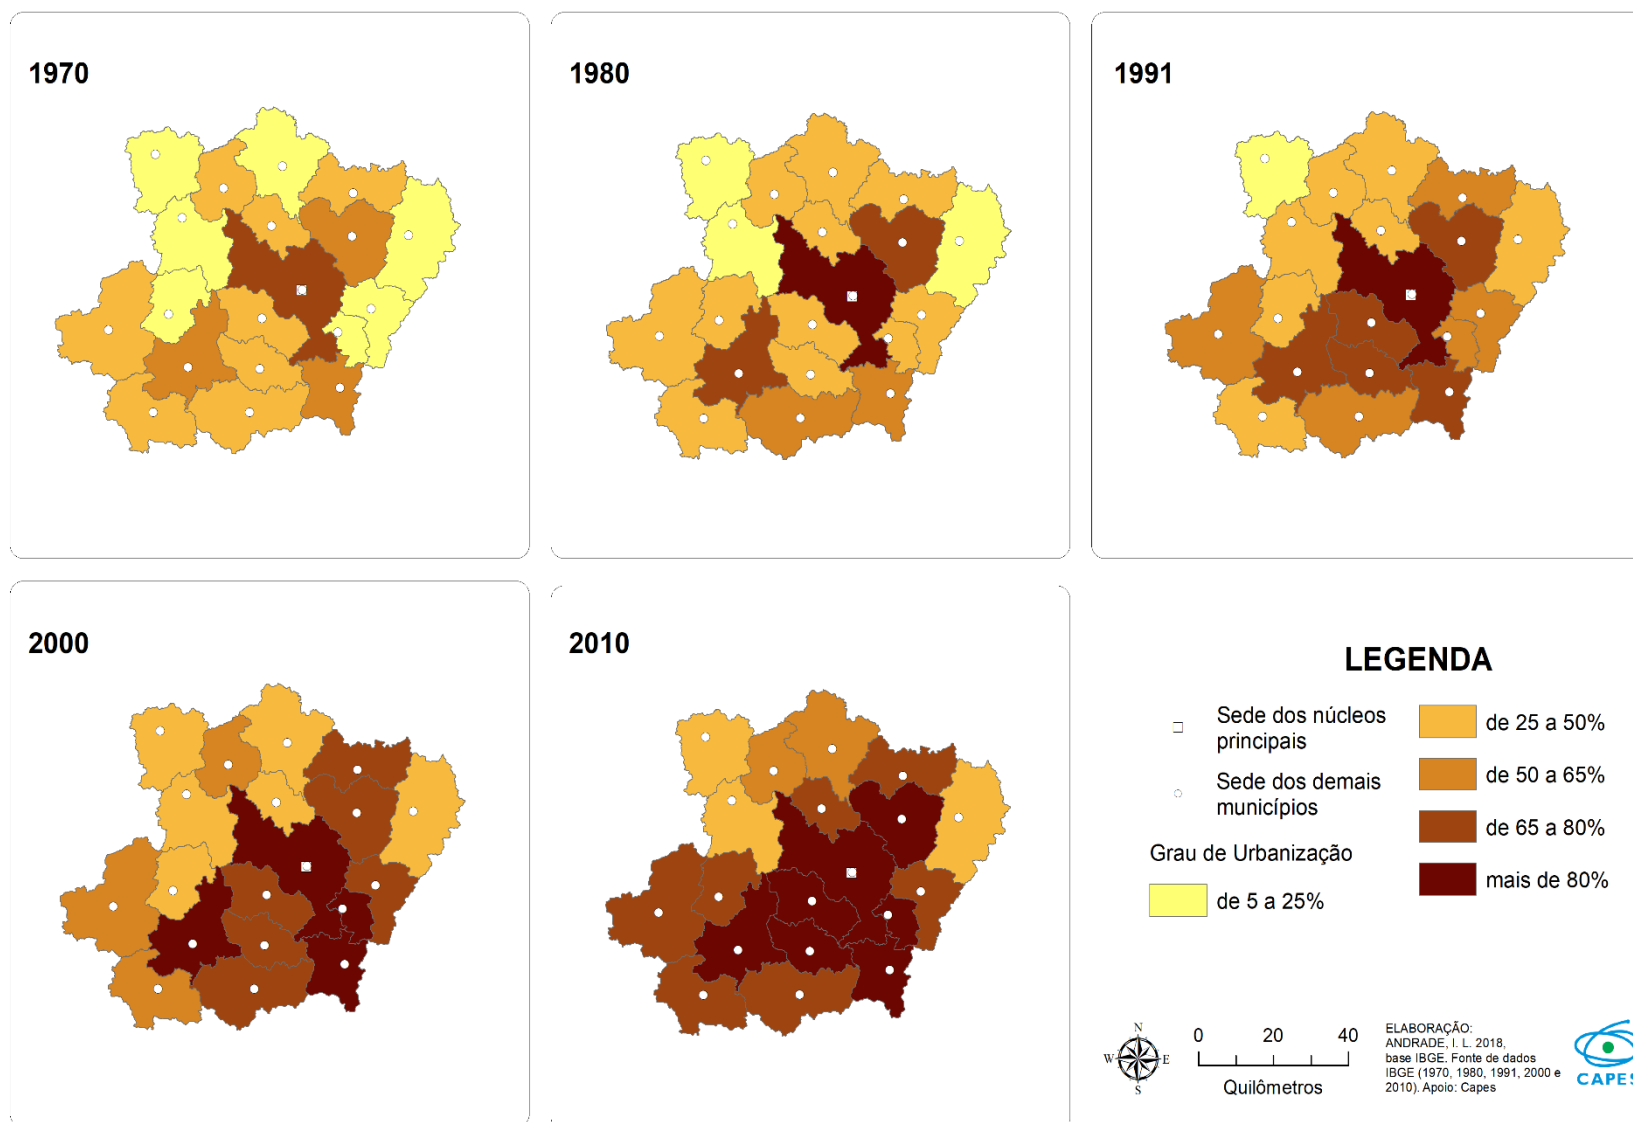 1970
1980
1991
2000
2010
LEGENDA
Sede dos núcleos
principais
Sede dos demais
municípios
Grau de Urbanização
de 5 a 25%
de 25 a 50%
de 50 a 65%
de 65 a 80%
mais de 80%
N
W
E
S
0 20 40
Quilômetros
ELABORAÇÃO:
ANDRADE, I. L. 2018,
base IBGE. Fonte de dados
IBGE (1970, 1980, 1991, 2000 e
2010). Apoio: Capes
CAPES